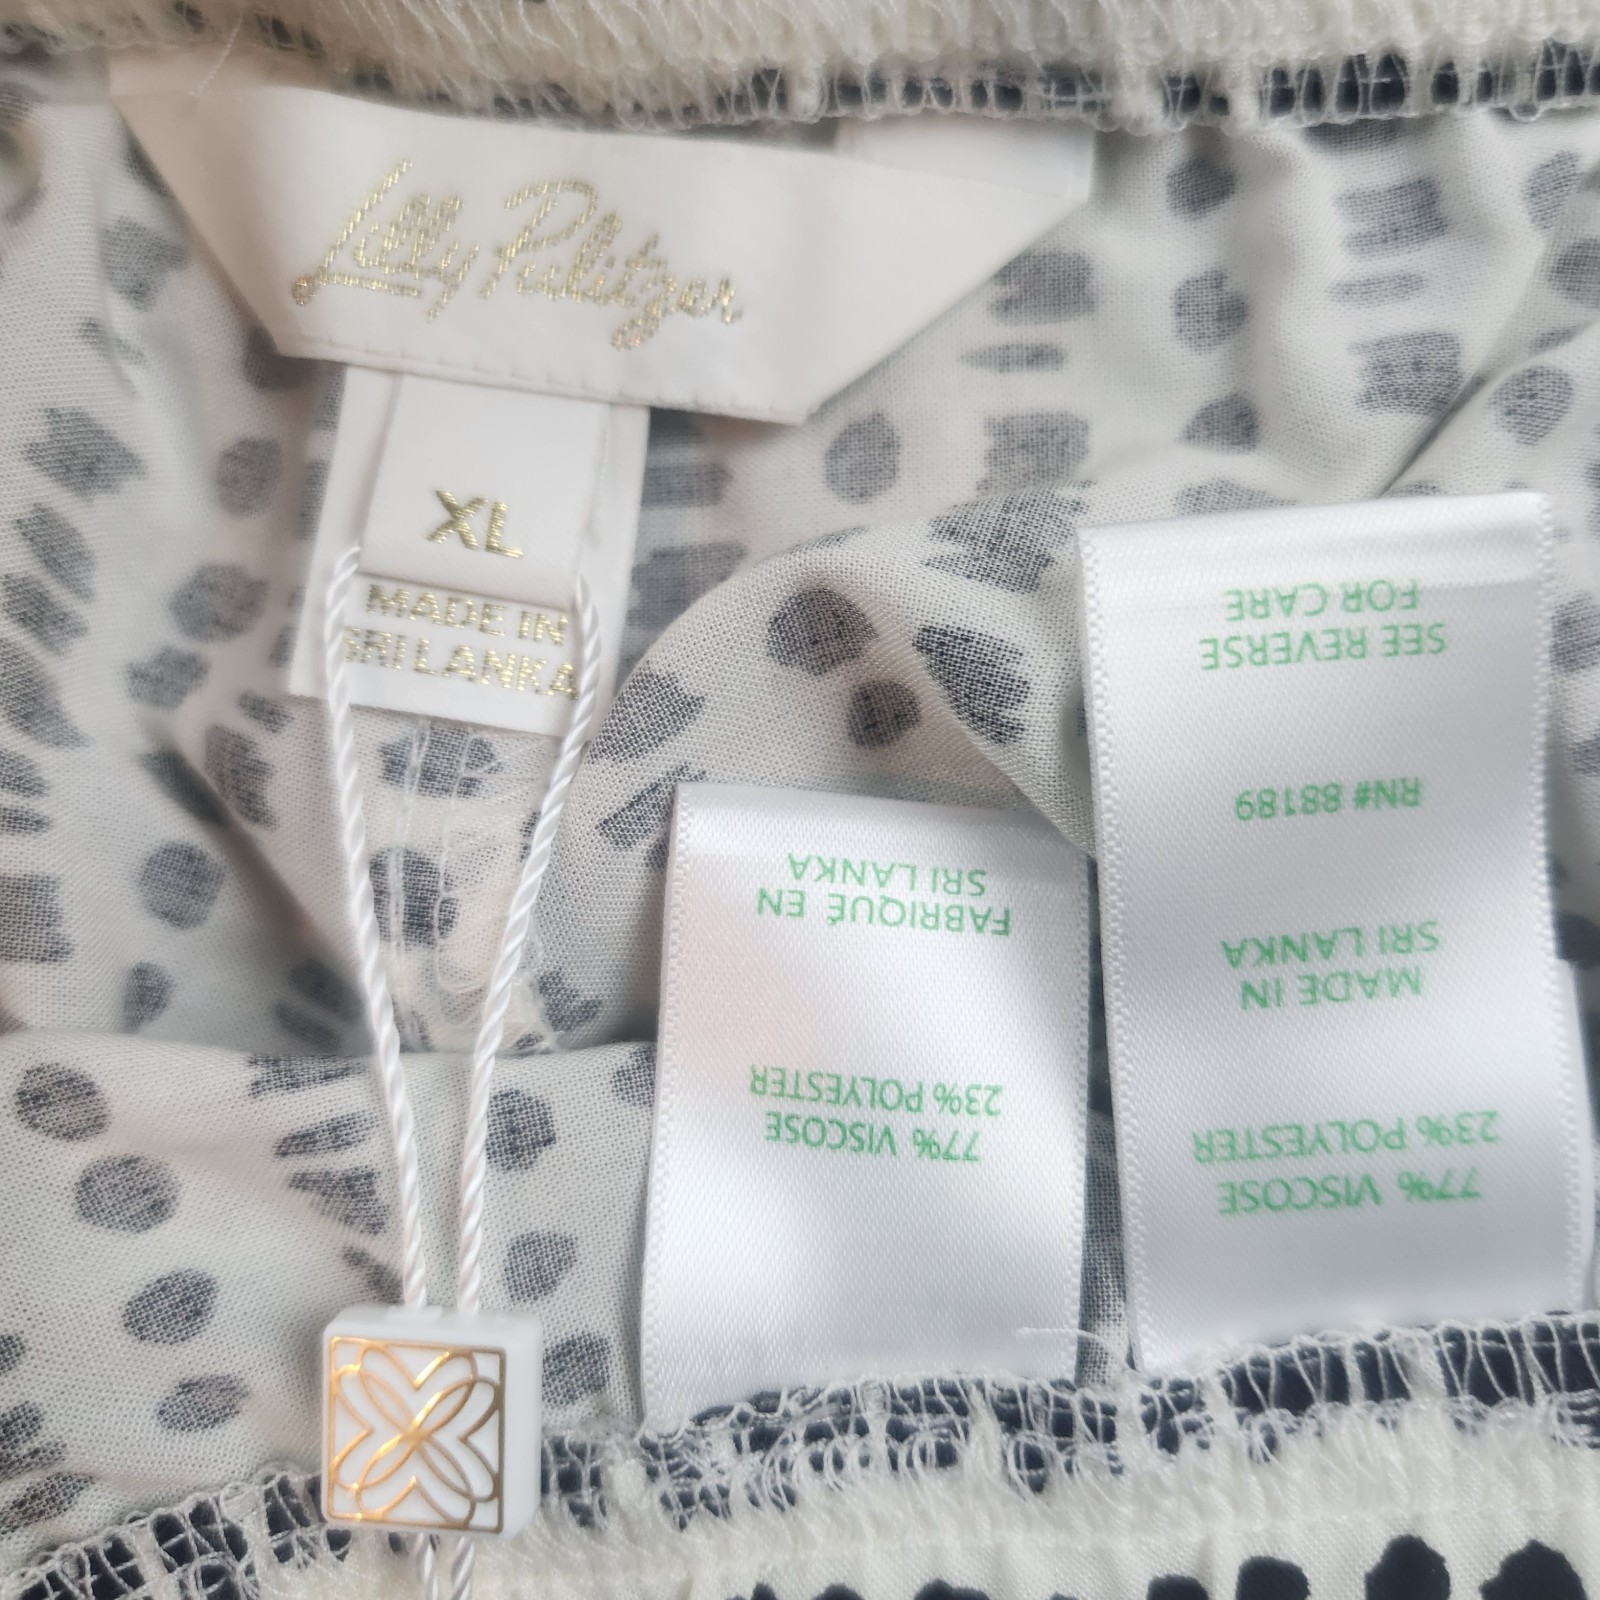 Lilly Pulitzer
XL
MADE IN
SRI LANKA
77% VISCOSE
23% POLYESTER
FABRIQUÉ EN
SRI LANKA
77% VISCOSE
23% POLYESTER
MADE IN
SRI LANKA
RN# 88189
SEE REVERSE
FOR CARE